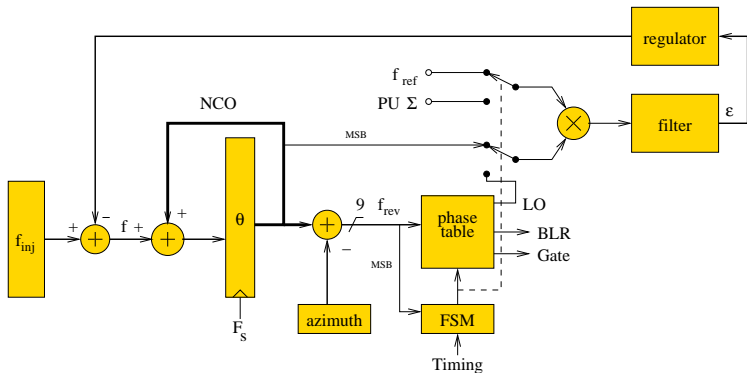 regulator
f ref
NCO
PU Σ
ε
filter
×
MSB
f inj
+
−
+
f +
+
+
θ
+
−
9
f rev
MSB
phase
table
LO
BLR
Gate
azimuth
FSM
F s
Timing